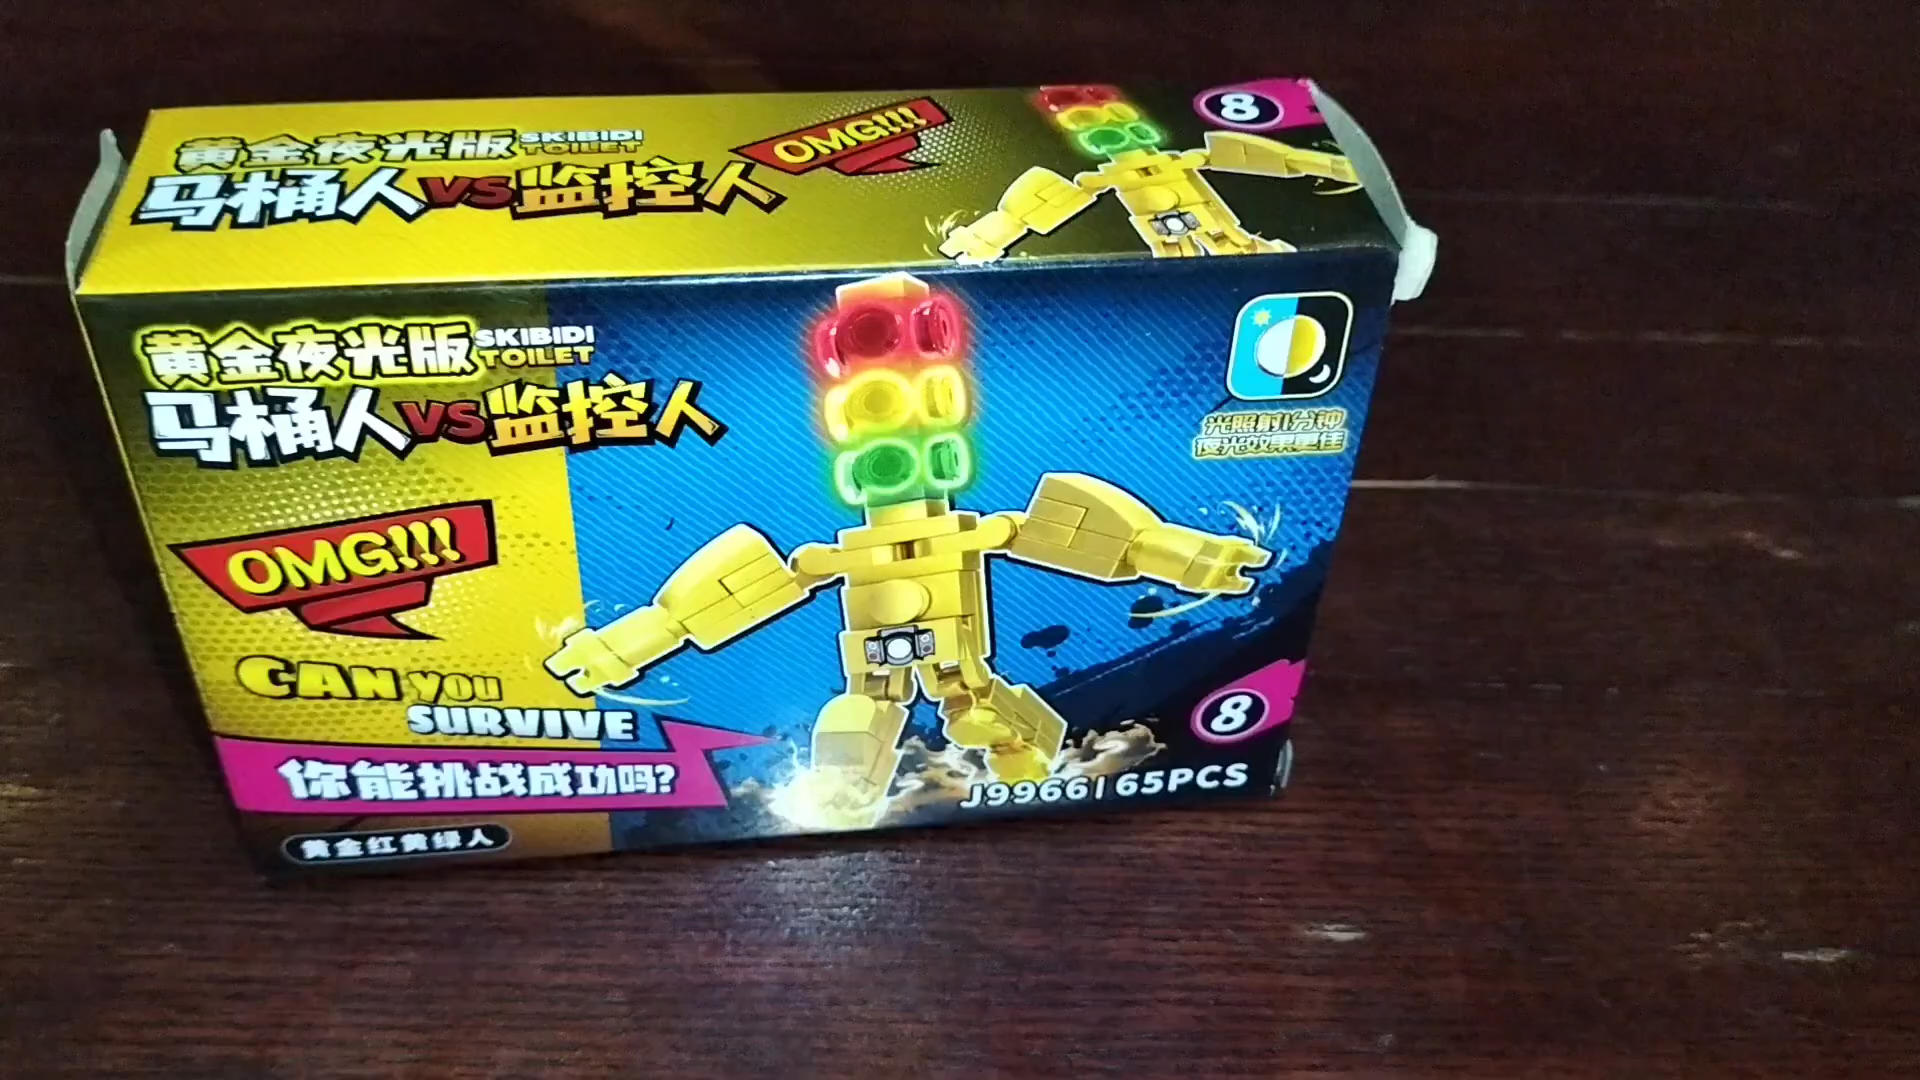 黄金夜光版 SKIBIDI TOILET
马桶人VS监控人
OMG!!!
8
黄金夜光版 SKIBIDI TOILET
马桶人VS监控人
OMG!!!
CAN YOU
SURVIVE
你能挑战成功吗?
黄金红黄绿人
光照射1分钟
夜光效果更佳
8
J9966 65PCS